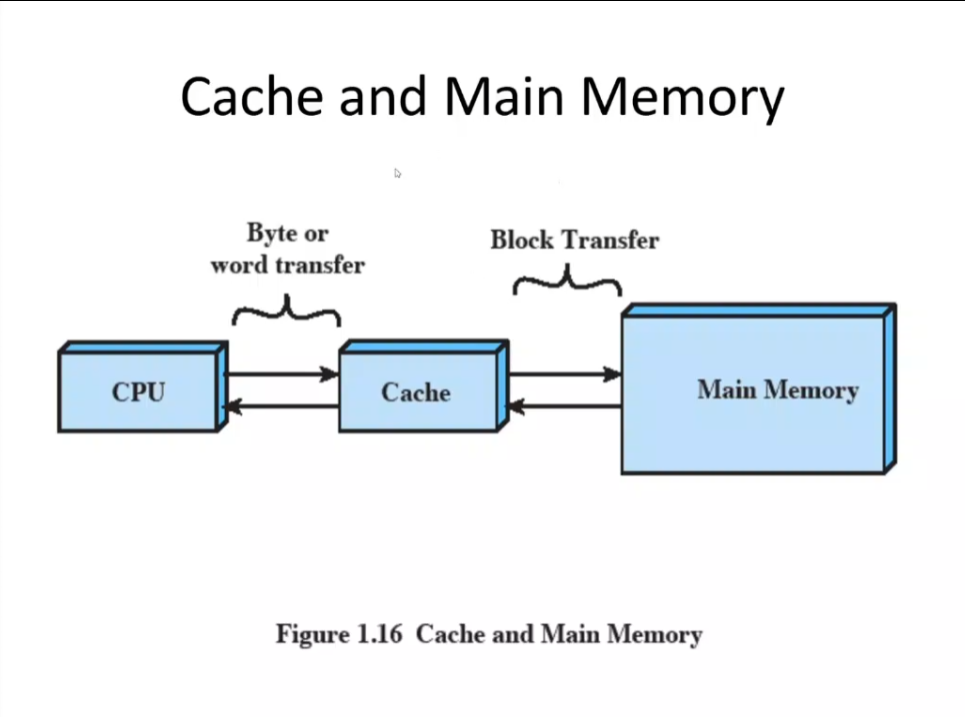 Cache and Main Memory
Byte or
word transfer
Block Transfer
CPU
Cache
Main Memory
Figure 1.16 Cache and Main Memory